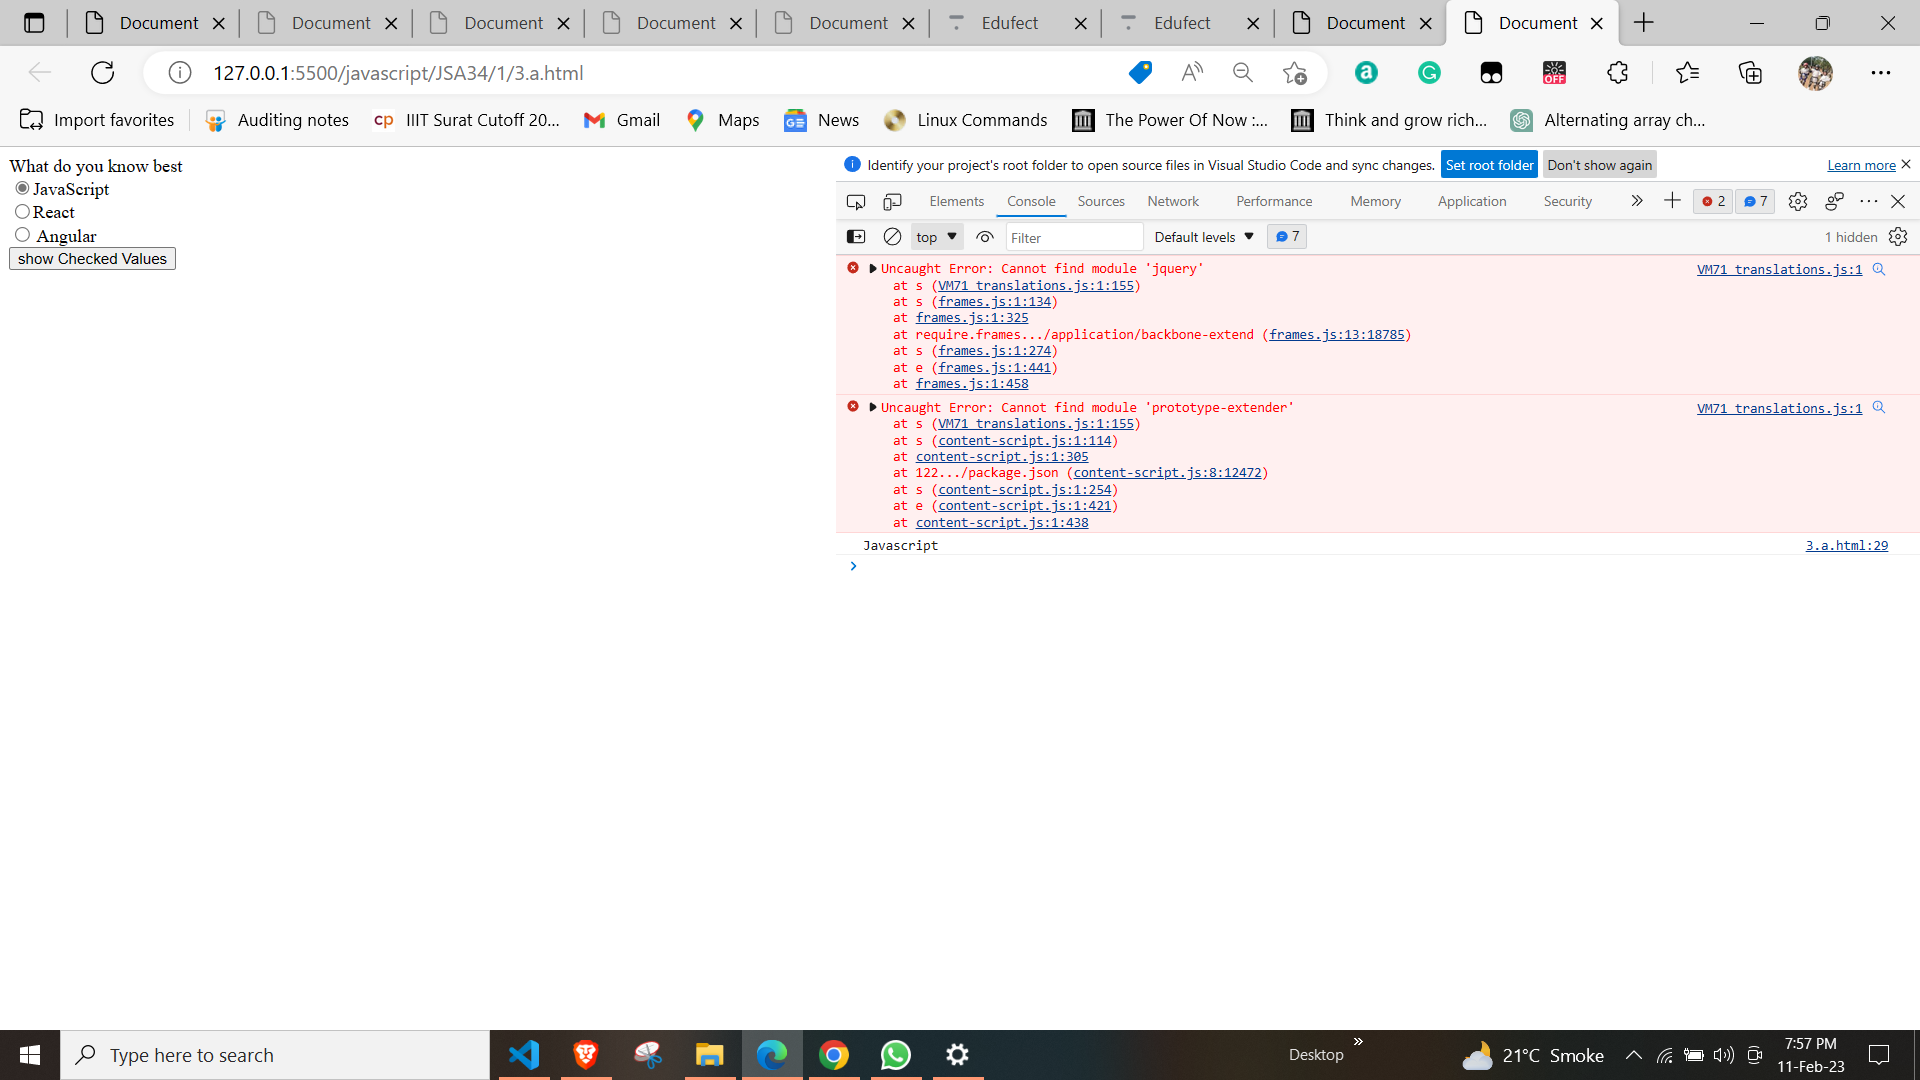 Document Document Document Document Document Edufect Edufect Document Document
127.0.0.1:5500/javascript/JSA34/1/3.a.html
Import favorites Auditing notes IIIT Surat Cutoff 20... Gmail Maps News Linux Commands The Power Of Now :... Think and grow rich... Alternating array ch...
What do you know best
JavaScript
React
Angular
show Checked Values
Identify your project's root folder to open source files in Visual Studio Code and sync changes. Set root folder Don't show again Learn more
Elements Console Sources Network Performance Memory Application Security 2 7
top Filter Default levels 7 1 hidden
Uncaught Error: Cannot find module 'jquery' VM71 translations.js:1
at s (VM71 translations.js:1:155)
at s (frames.js:1:134)
at frames.js:1:325
at require.frames.../application/backbone-extend (frames.js:13:18785)
at s (frames.js:1:274)
at e (frames.js:1:441)
at frames.js:1:458
Uncaught Error: Cannot find module 'prototype-extender' VM71 translations.js:1
at s (VM71 translations.js:1:155)
at s (content-script.js:1:114)
at content-script.js:1:305
at 122.../package.json (content-script.js:8:12472)
at s (content-script.js:1:254)
at e (content-script.js:1:421)
at content-script.js:1:438
Javascript 3.a.html:29
Type here to search Desktop 21°C Smoke 7:57 PM
11-Feb-23